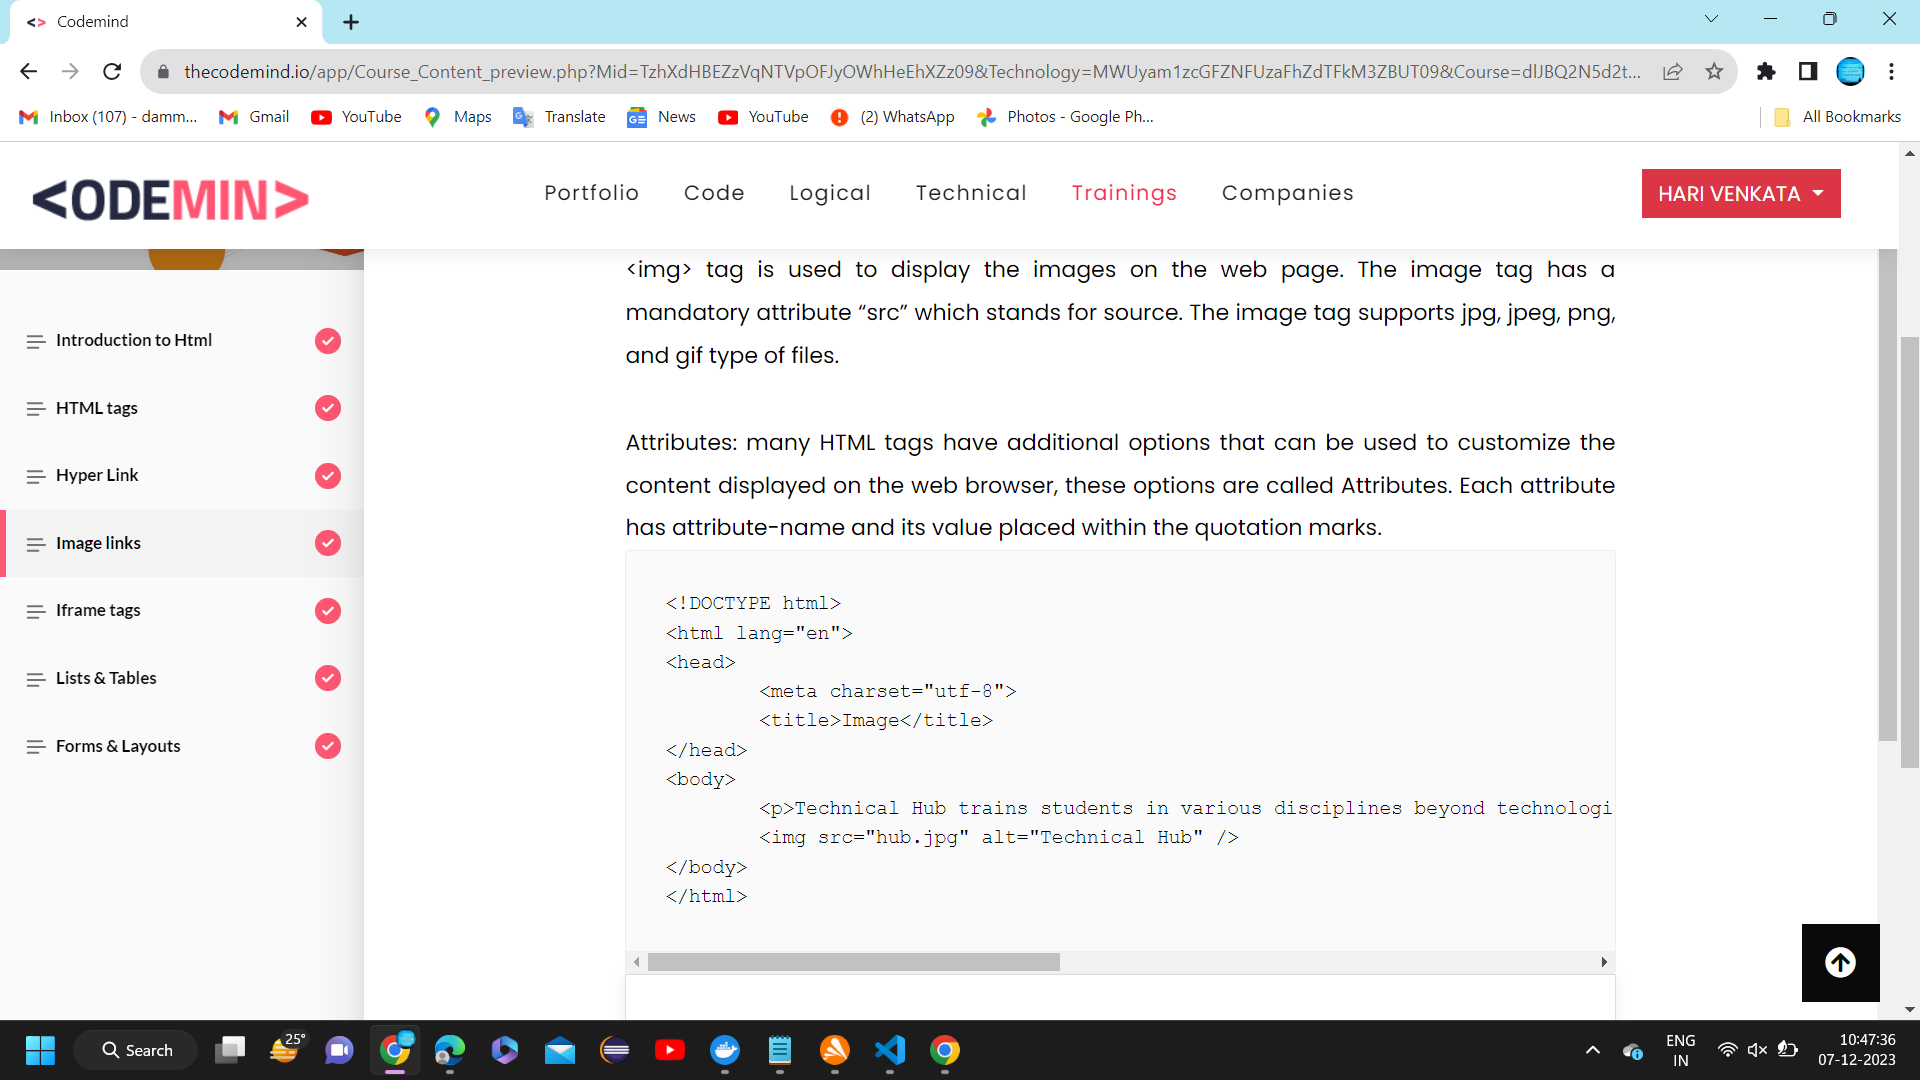 Codemind
thecodemind.io/app/Course_Content_preview.php?Mid=TzhXdHBEZzVqNTVpOFJyOWhHeEhXZz09&Technology=MWUyam1zcGFZNFUzaFhZdTFkM3ZBUT09&Course=dlJBQ2N5d2t...
Inbox (107) - damm... Gmail YouTube Maps Translate News YouTube (2) WhatsApp Photos - Google Ph... All Bookmarks
<ODEMIN>
Portfolio Code Logical Technical Trainings Companies
HARI VENKATA
Introduction to Html
HTML tags
Hyper Link
Image links
Iframe tags
Lists & Tables
Forms & Layouts
<img> tag is used to display the images on the web page. The image tag has a
mandatory attribute “src” which stands for source. The image tag supports jpg, jpeg, png,
and gif type of files.
Attributes: many HTML tags have additional options that can be used to customize the
content displayed on the web browser, these options are called Attributes. Each attribute
has attribute-name and its value placed within the quotation marks.
<!DOCTYPE html>
<html lang="en">
<head>
<meta charset="utf-8">
<title>Image</title>
</head>
<body>
<p>Technical Hub trains students in various disciplines beyond technologi
<img src="hub.jpg" alt="Technical Hub" />
</body>
</html>
Search
25°
ENG
IN
10:47:36
07-12-2023